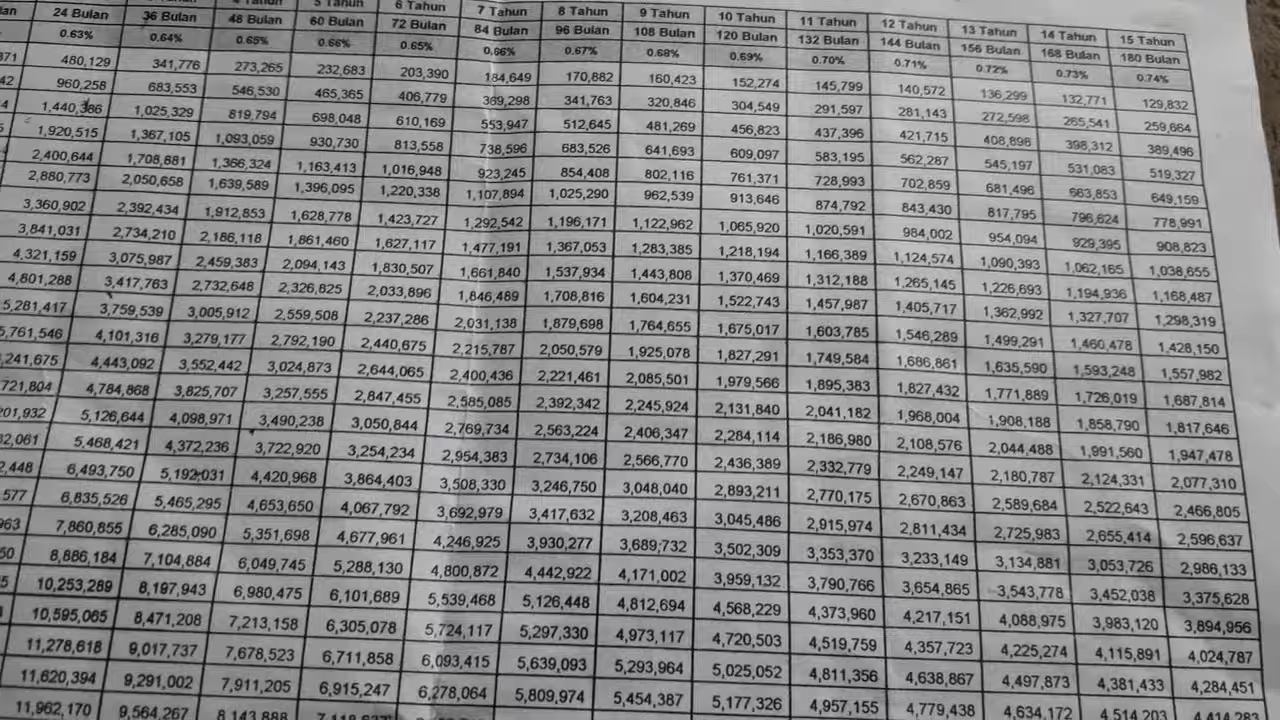 5 Tahun 6 Tahun 7 Tahun 8 Tahun 9 Tahun 10 Tahun 11 Tahun 12 Tahun 13 Tahun 14 Tahun 15 Tahun
24 Bulan 36 Bulan 48 Bulan 60 Bulan 72 Bulan 84 Bulan 96 Bulan 108 Bulan 120 Bulan 132 Bulan 144 Bulan 156 Bulan 168 Bulan 180 Bulan
0.63% 0.64% 0.65% 0.66% 0.65% 0.66% 0.67% 0.68% 0.69% 0.70% 0.71% 0.72% 0.73% 0.74%
480,129 341,776 273,265 232,683 203,390 184,649 170,882 160,423 152,274 145,799 140,572 136,299 132,771 129,832
960,258 683,553 546,530 465,365 406,779 369,298 341,763 320,846 304,549 291,597 281,143 272,598 265,541 259,664
1,440,386 1,025,329 819,794 698,048 610,169 553,947 512,645 481,269 456,823 437,396 421,715 408,896 398,312 389,496
1,920,515 1,367,105 1,093,059 930,730 813,558 738,596 683,526 641,693 609,097 583,195 562,287 545,197 531,083 519,327
2,400,644 1,708,881 1,366,324 1,163,413 1,016,948 923,245 854,408 802,116 761,371 728,993 702,859 681,496 663,853 649,159
2,880,773 2,050,658 1,639,589 1,396,095 1,220,338 1,107,894 1,025,290 962,539 913,646 874,792 843,430 817,795 796,624 778,991
3,360,902 2,392,434 1,912,853 1,628,778 1,423,727 1,292,542 1,196,171 1,122,962 1,065,920 1,020,591 984,002 954,094 929,395 908,823
3,841,031 2,734,210 2,186,118 1,861,460 1,627,117 1,477,191 1,367,053 1,283,385 1,218,194 1,166,389 1,124,574 1,090,393 1,062,165 1,038,655
4,321,159 3,075,987 2,459,383 2,094,143 1,830,507 1,661,840 1,537,934 1,443,808 1,370,469 1,312,188 1,265,145 1,226,693 1,194,936 1,168,487
4,801,288 3,417,763 2,732,648 2,326,825 2,033,896 1,846,489 1,708,816 1,604,231 1,522,743 1,457,987 1,405,717 1,362,992 1,327,707 1,298,319
5,281,417 3,759,539 3,005,912 2,559,508 2,237,286 2,031,138 1,879,698 1,764,655 1,675,017 1,603,785 1,546,289 1,499,291 1,460,478 1,428,150
5,761,546 4,101,316 3,279,177 2,792,190 2,440,675 2,215,787 2,050,579 1,925,078 1,827,291 1,749,584 1,686,861 1,635,590 1,593,248 1,557,982
,241,675 4,443,092 3,552,442 3,024,873 2,644,065 2,400,436 2,221,461 2,085,501 1,979,566 1,895,383 1,827,432 1,771,889 1,726,019 1,687,814
721,804 4,784,868 3,825,707 3,257,555 2,847,455 2,585,085 2,392,342 2,245,924 2,131,840 2,041,182 1,968,004 1,908,188 1,858,790 1,817,646
201,932 5,126,644 4,098,971 3,490,238 3,050,844 2,769,734 2,563,224 2,406,347 2,284,114 2,186,980 2,108,576 2,044,488 1,991,560 1,947,478
2,061 5,468,421 4,372,236 3,722,920 3,254,234 2,954,383 2,734,106 2,566,770 2,436,389 2,332,779 2,249,147 2,180,787 2,124,331 2,077,310
2,448 6,493,750 5,192,031 4,420,968 3,864,403 3,508,330 3,246,750 3,048,040 2,893,211 2,770,175 2,670,863 2,589,684 2,522,643 2,466,805
577 6,835,526 5,465,295 4,653,650 4,067,792 3,692,979 3,417,632 3,208,463 3,045,486 2,915,974 2,811,434 2,725,983 2,655,414 2,596,637
963 7,860,855 6,285,090 5,351,698 4,677,961 4,246,925 3,930,277 3,689,732 3,502,309 3,353,370 3,233,149 3,134,881 3,053,726 2,986,133
50 8,886,184 7,104,884 6,049,745 5,288,130 4,800,872 4,442,922 4,171,002 3,959,132 3,790,766 3,654,865 3,543,778 3,452,038 3,375,628
5 10,253,289 8,197,943 6,980,475 6,101,689 5,539,468 5,126,448 4,812,694 4,568,229 4,373,960 4,217,151 4,088,975 3,983,120 3,894,956
10,595,065 8,471,208 7,213,158 6,305,078 5,724,117 5,297,330 4,973,117 4,720,503 4,519,759 4,357,723 4,225,274 4,115,891 4,024,787
11,278,618 9,017,737 7,678,523 6,711,858 6,093,415 5,639,093 5,293,964 5,025,052 4,811,356 4,638,867 4,497,873 4,381,433 4,284,451
11,620,394 9,291,002 7,911,205 6,915,247 6,278,064 5,809,974 5,454,387 5,177,326 4,957,155 4,779,438 4,634,172 4,514,203 4,414,283
11,962,170 9,564,267 8,143,888